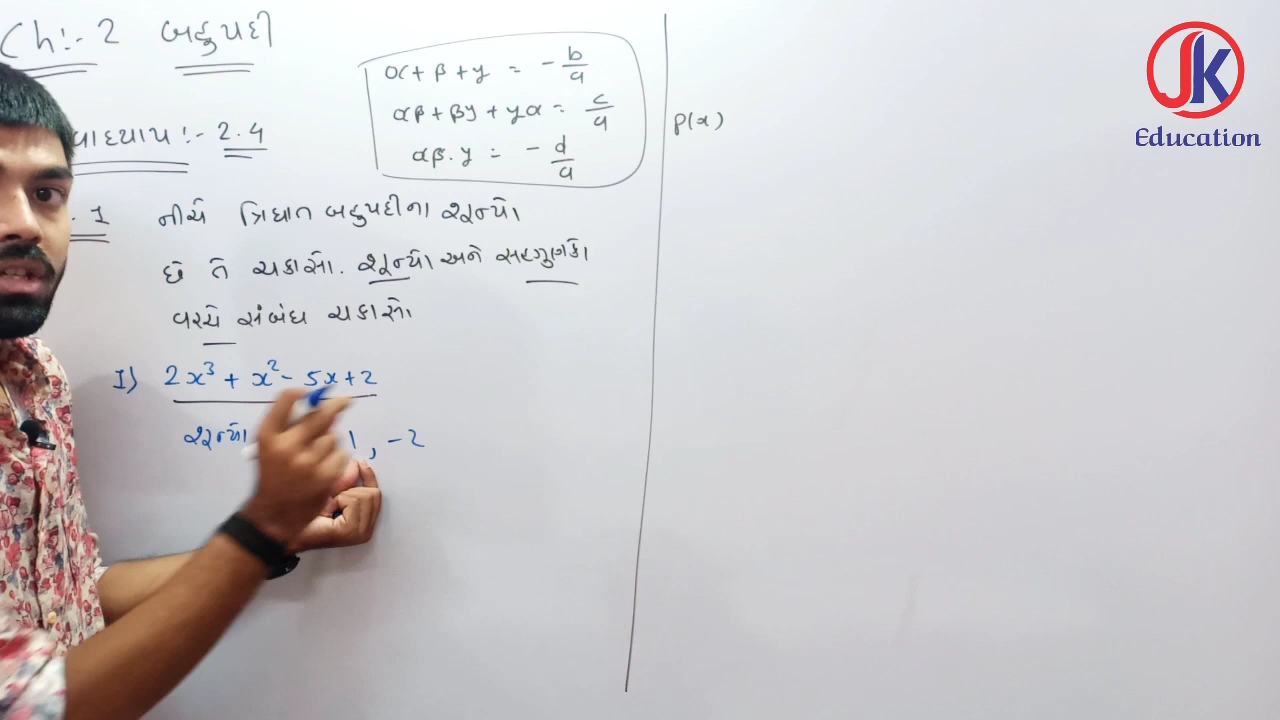 Ch:- 2 બહુપદી
ાધ્યાય :- 2.4
α + β + γ = - b/a
αβ + βγ + γα = c/a
αβ.γ = - d/a
. 1 નીચે ત્રિઘાત બહુપદીના શૂન્યો
છે તે ચકાસો. શૂન્યો અને સહગુણકો
વચ્ચે સંબંધ ચકાસો
I) 2x³ + x² - 5x + 2
શૂન્યો 1, -2
p(x)
JK
Education